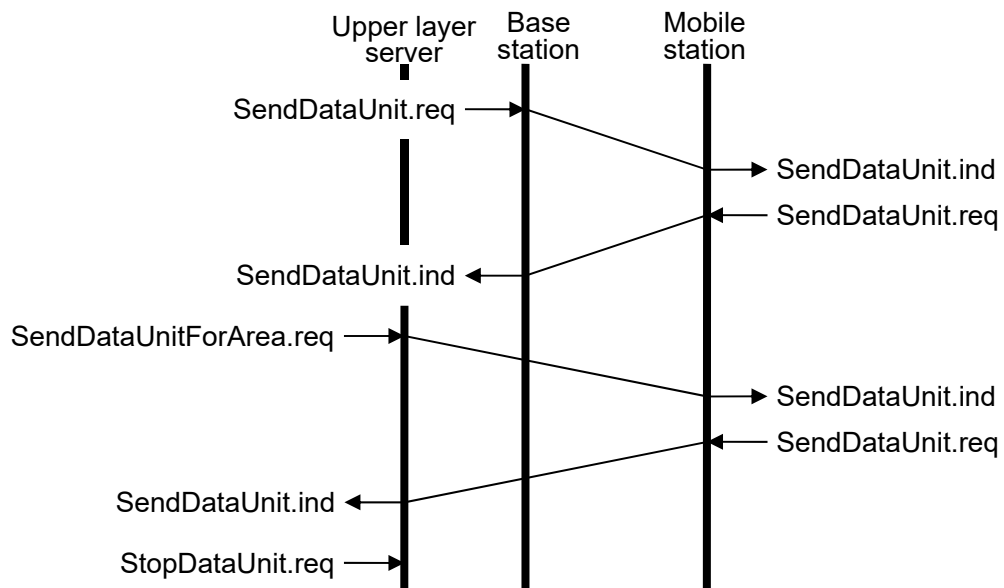 Upper layer
server
Base
station
Mobile
station
SendDataUnit.req
SendDataUnit.ind
SendDataUnit.req
SendDataUnit.ind
SendDataUnitForArea.req
SendDataUnit.ind
SendDataUnit.req
SendDataUnit.ind
StopDataUnit.req